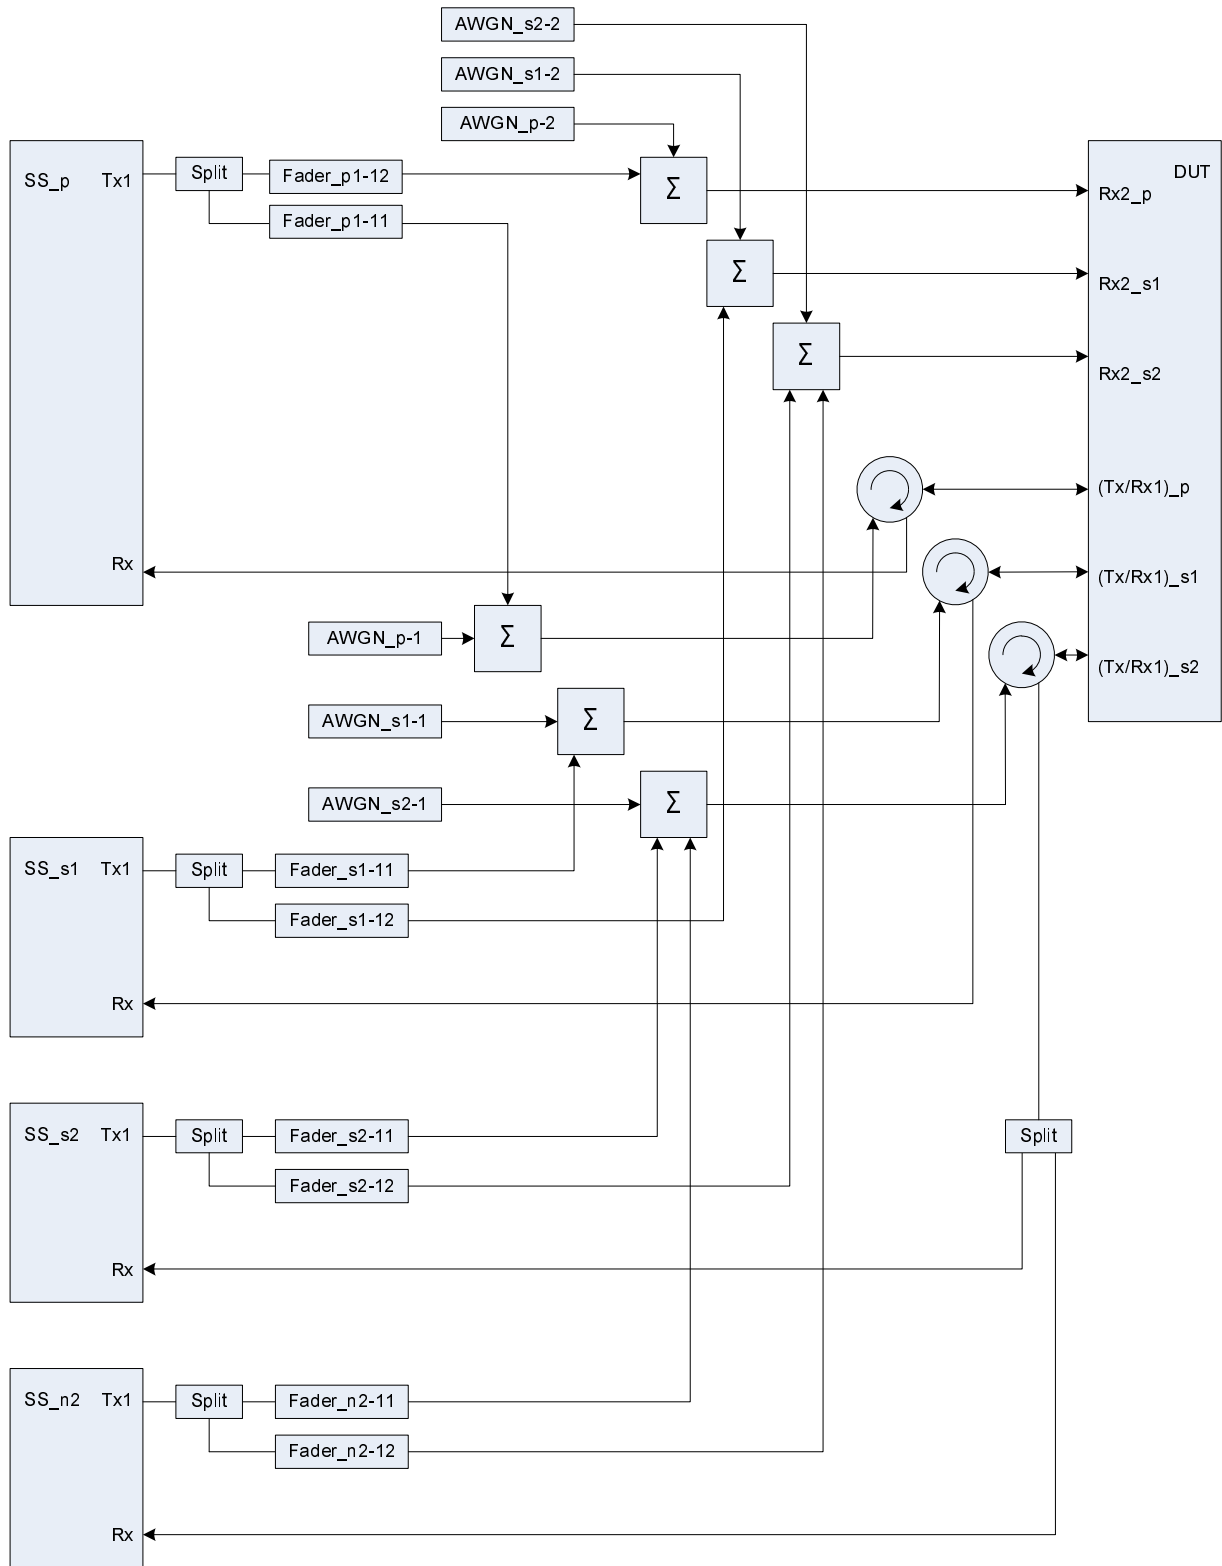 AWGN_s2-2
AWGN_s1-2
AWGN_p-2
SS_p Tx1
Split
Fader_p1-12
Σ
DUT
Rx2_p
Fader_p1-11
Σ
Rx2_s1
Σ
Rx2_s2
(Tx/Rx1)_p
Rx
(Tx/Rx1)_s1
AWGN_p-1
Σ
(Tx/Rx1)_s2
AWGN_s1-1
Σ
AWGN_s2-1
Σ
SS_s1 Tx1
Split
Fader_s1-11
Fader_s1-12
Rx
SS_s2 Tx1
Split
Fader_s2-11
Split
Fader_s2-12
Rx
SS_n2 Tx1
Split
Fader_n2-11
Fader_n2-12
Rx